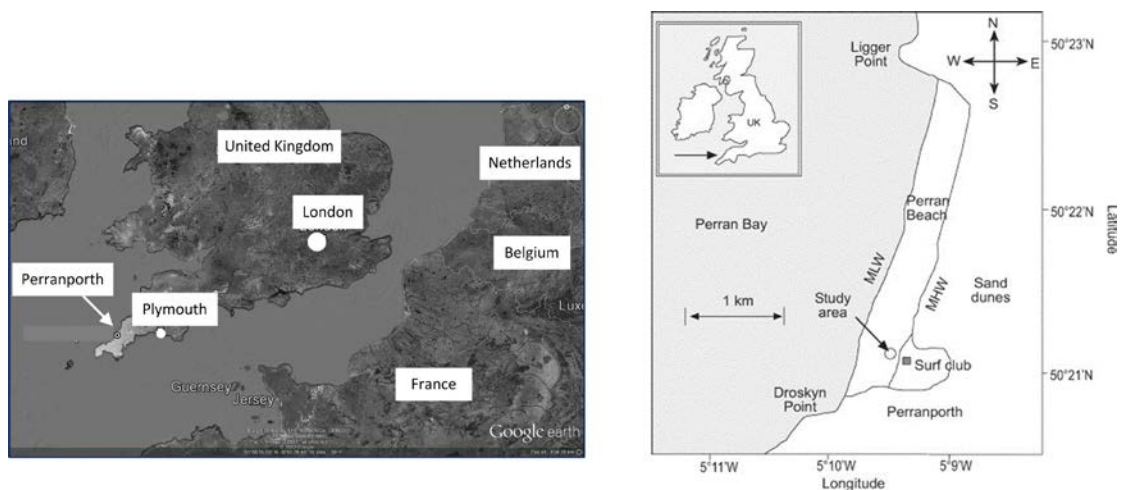 United Kingdom
Netherlands
London
Belgium
Perranporth
Plymouth
Guernsey
Jersey
France
Google earth
N
W
E
S
Ligger
Point
UK
Perran
Beach
Perran Bay
MLW
MHW
Sand
dunes
1 km
Study
area
Surf club
Droskyn
Point
Perranporth
50°23'N
50°22'N
50°21'N
Latitude
5°11'W
5°10'W
5°9'W
Longitude